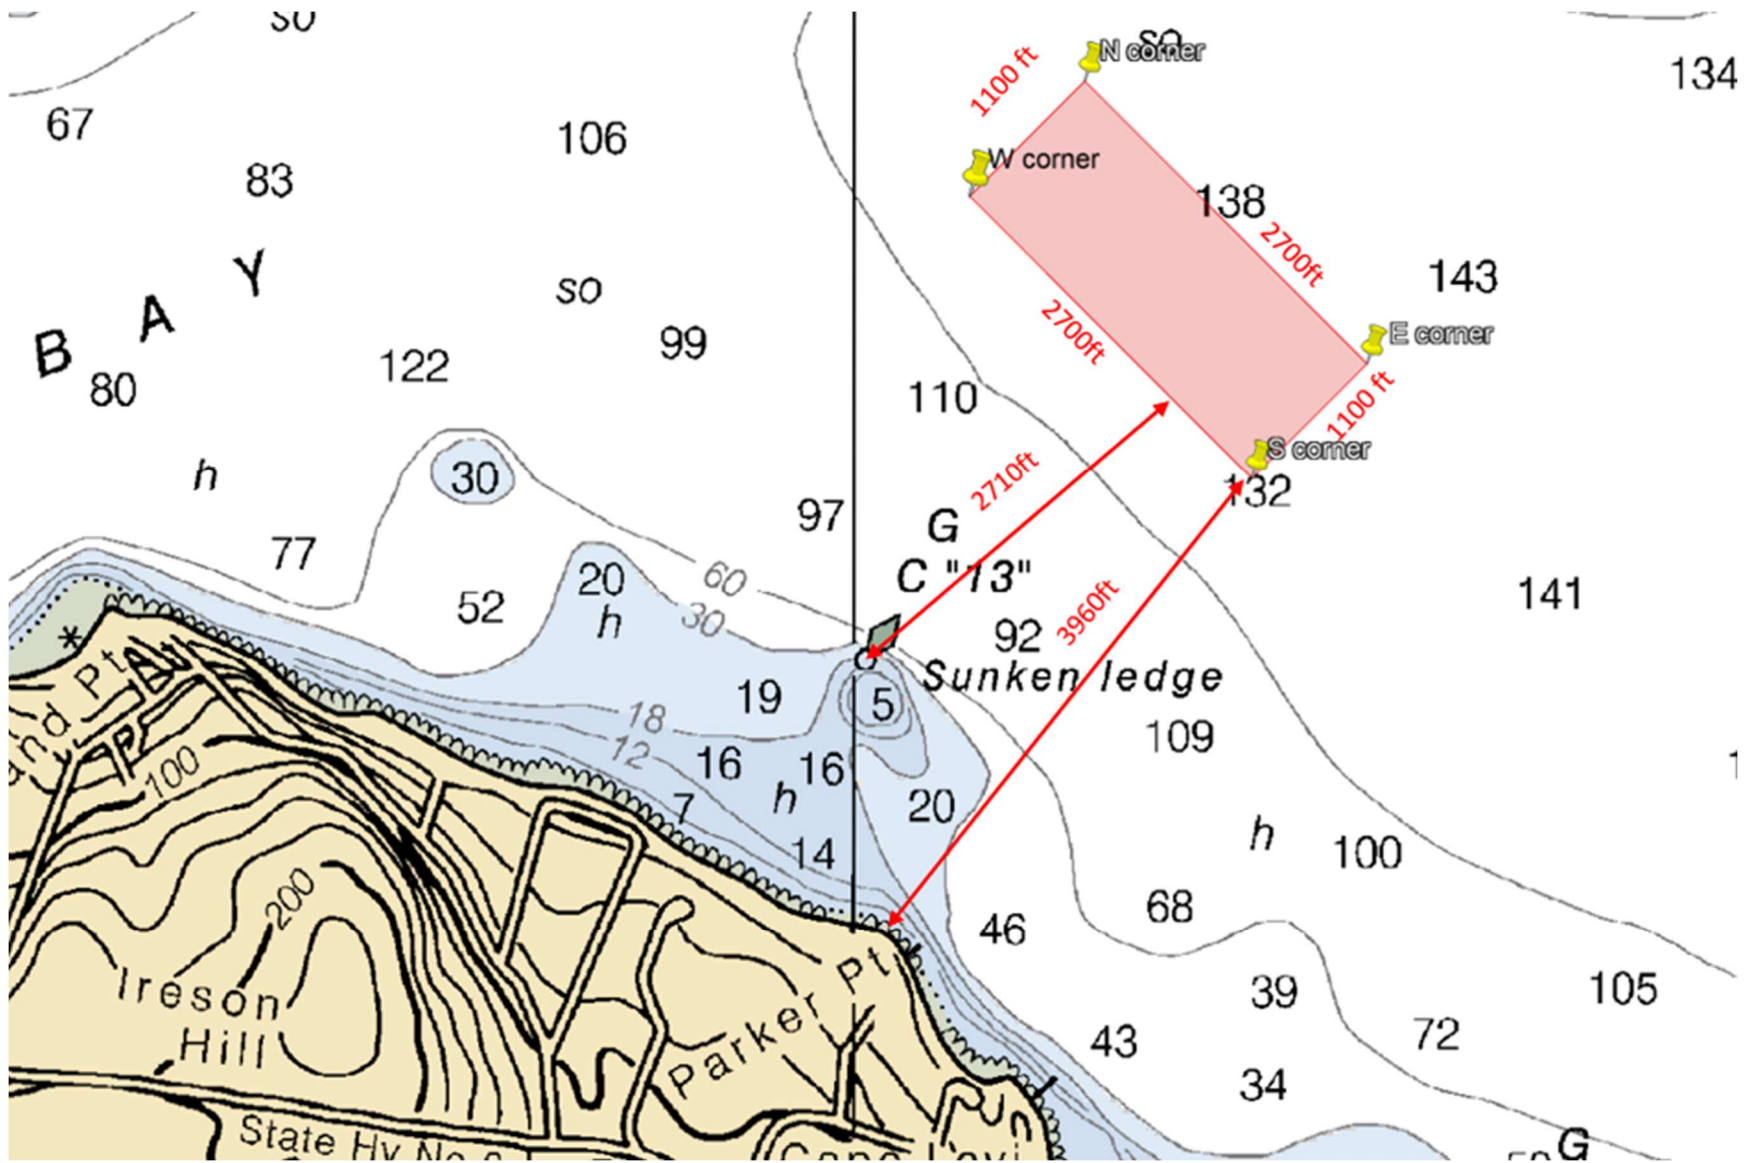 so
so
N corner
134
1100 ft
67
106
W corner
83
138
B A Y
2700ft
143
so
99
2700ft
E corner
122
80
110
1100 ft
S corner
30
h
2710ft
132
97
G
77
60
C "13"
20
141
52
h
30
92
3960ft
Sunken ledge
19
5
18
109
12
16
16
100
7
h
20
h
100
14
200
68
46
Ireson
Hill
Parker Pt
39
105
43
72
34
State Hy No
G